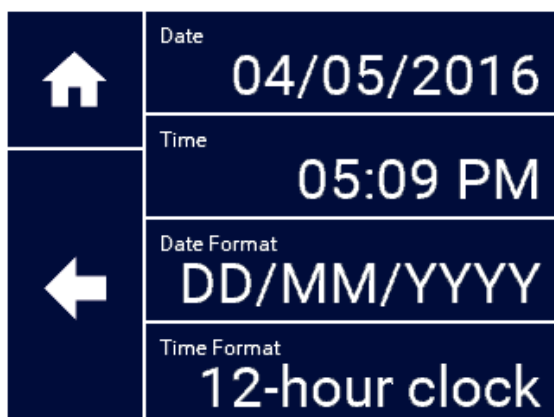 Date
04/05/2016
Time
05:09 PM
Date Format
DD/MM/YYYY
Time Format
12-hour clock